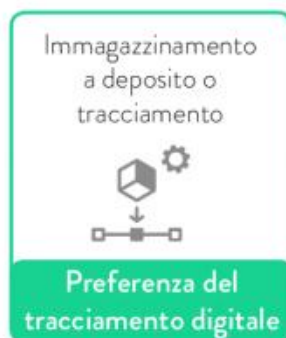 Immagazzinamento
a deposito o
tracciamento
Preferenza del
tracciamento digitale